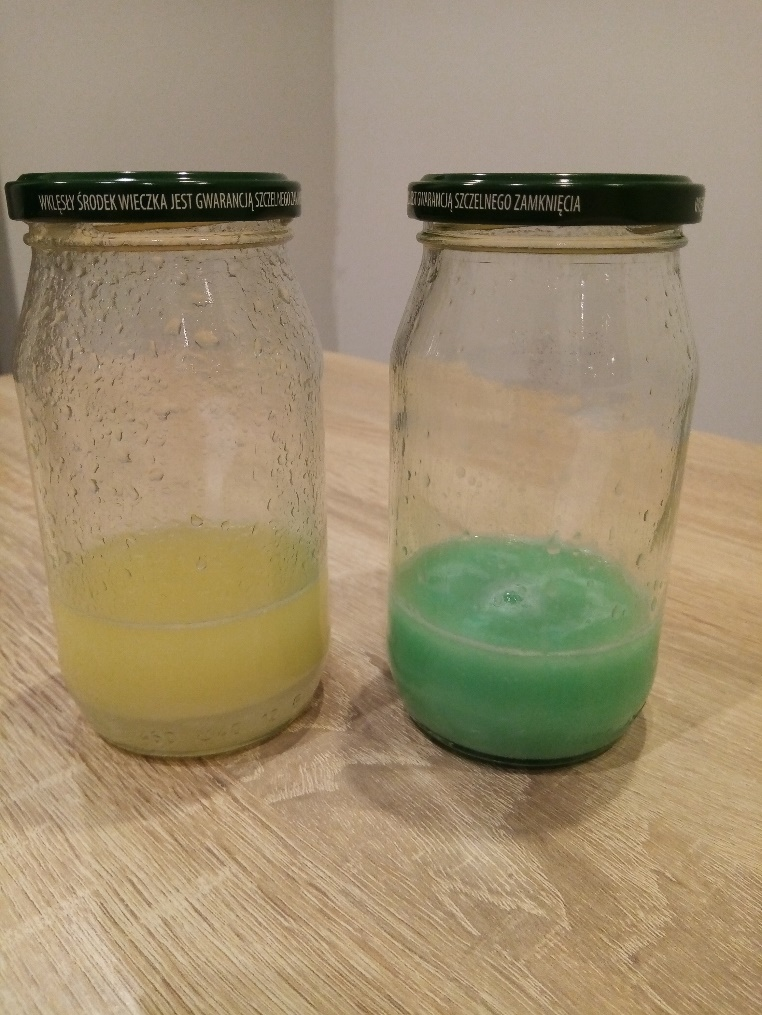 WKLĘSŁY ŚRODEK WIECZKA JEST GWARANCJĄ SZCZELNEGO
GWARANCJĄ SZCZELNEGO ZAMKNIĘCIA